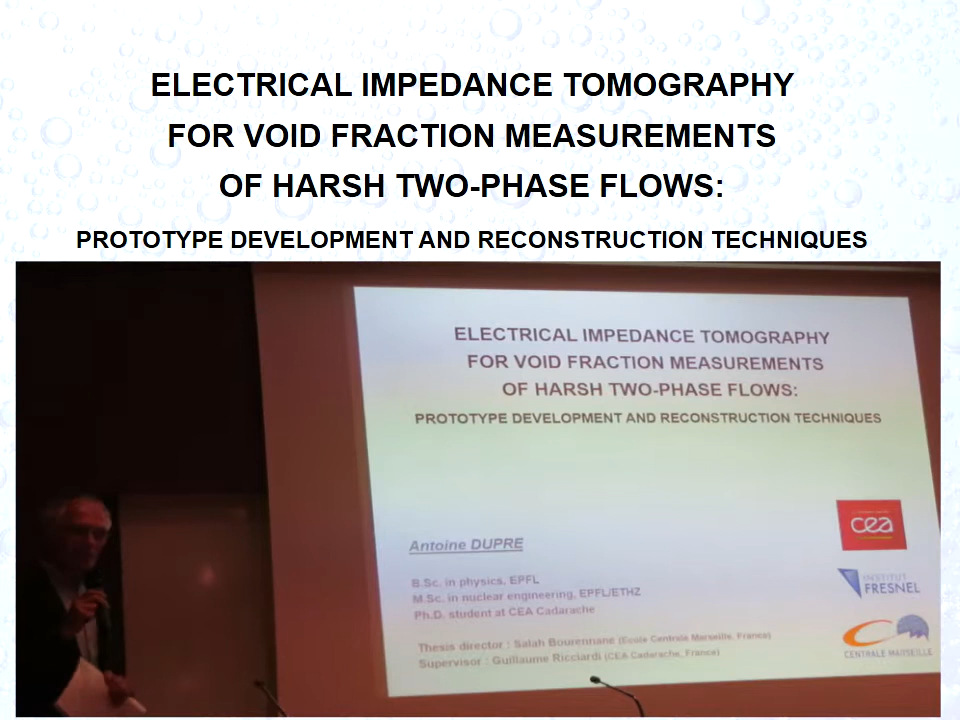 ELECTRICAL IMPEDANCE TOMOGRAPHY
FOR VOID FRACTION MEASUREMENTS
OF HARSH TWO-PHASE FLOWS:
PROTOTYPE DEVELOPMENT AND RECONSTRUCTION TECHNIQUES
ELECTRICAL IMPEDANCE TOMOGRAPHY
FOR VOID FRACTION MEASUREMENTS
OF HARSH TWO-PHASE FLOWS:
PROTOTYPE DEVELOPMENT AND RECONSTRUCTION TECHNIQUES
cea
Antoine DUPRE
INSTITUT
FRESNEL
B.Sc. in physics, EPFL
M.Sc. in nuclear engineering, EPFL/ETHZ
Ph.D. student at CEA Cadarache
Thesis director : Salah Bourennane (Ecole Centrale Marseille, France)
Supervisor : Guillaume Ricciardi (CEA Cadarache, France)
CENTRALE MARSEILLE